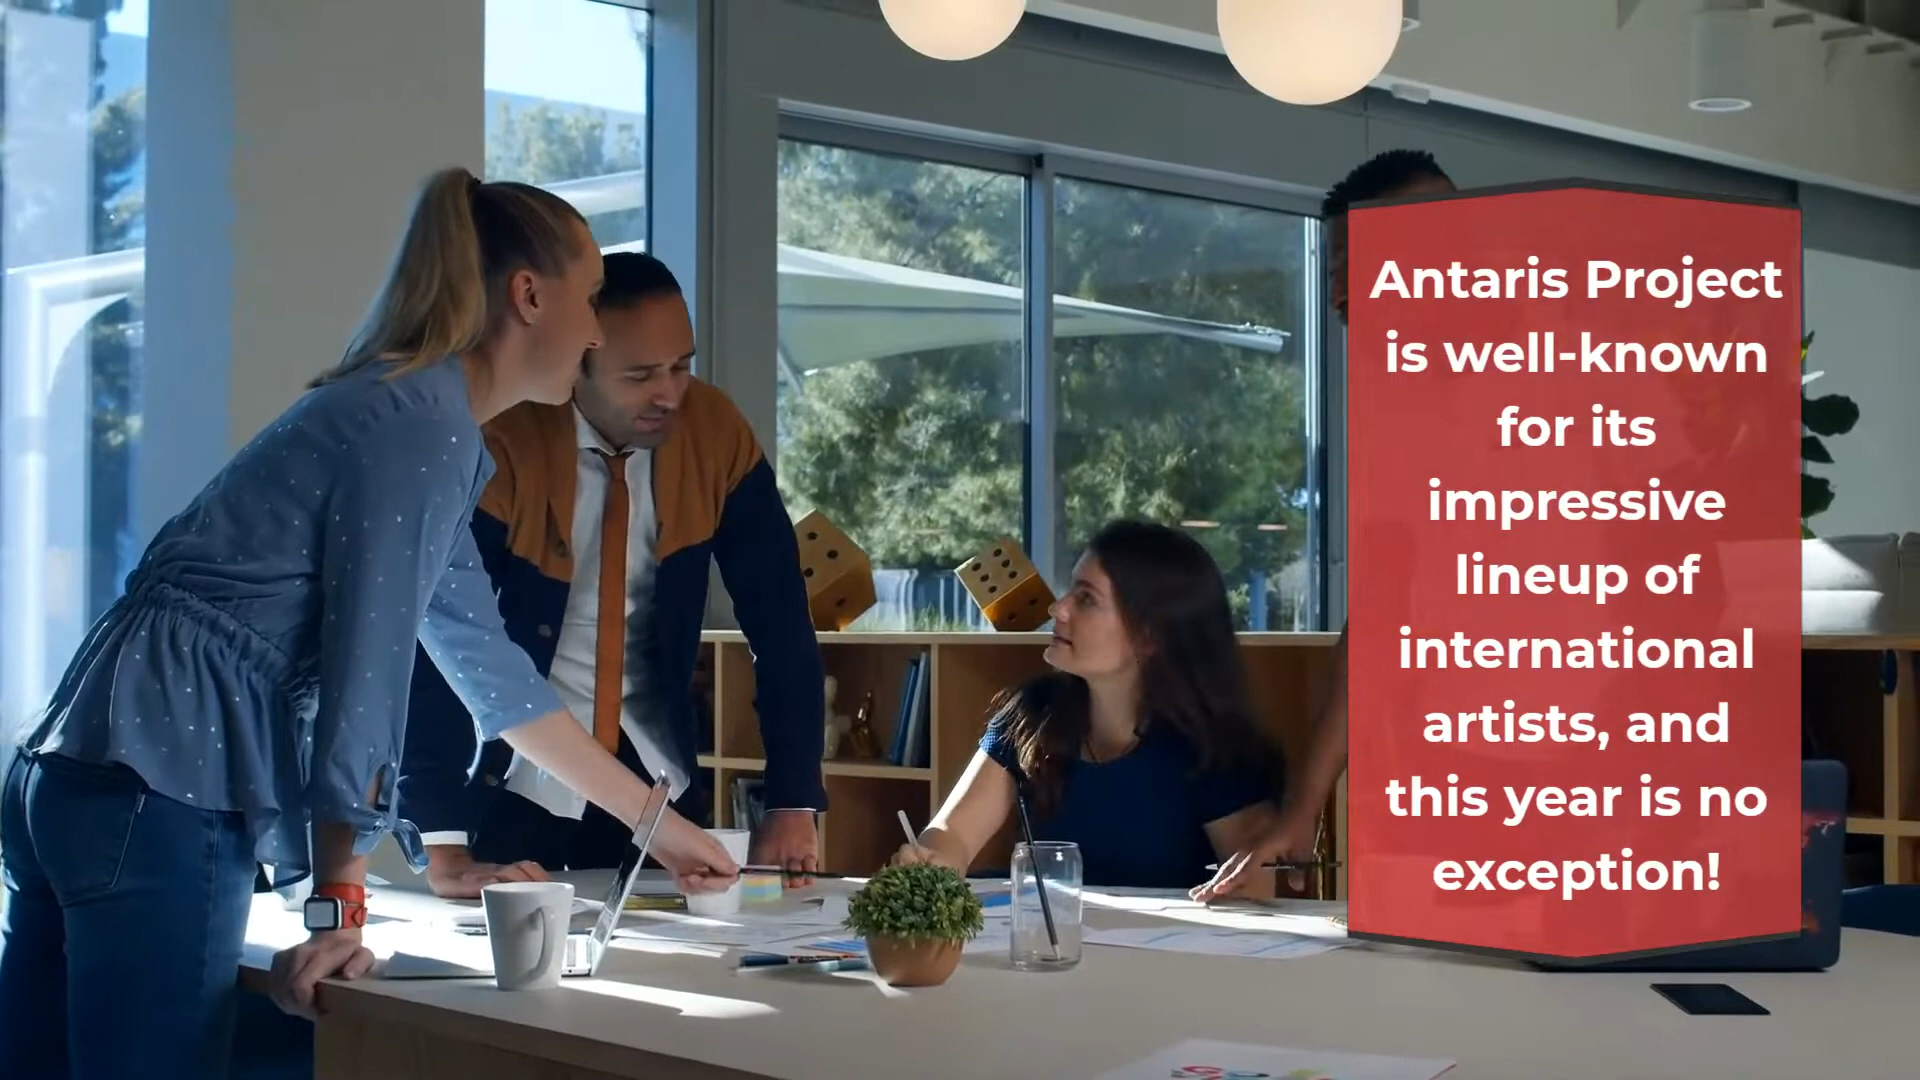 Antaris Project
is well-known
for its
impressive
lineup of
international
artists, and
this year is no
exception!